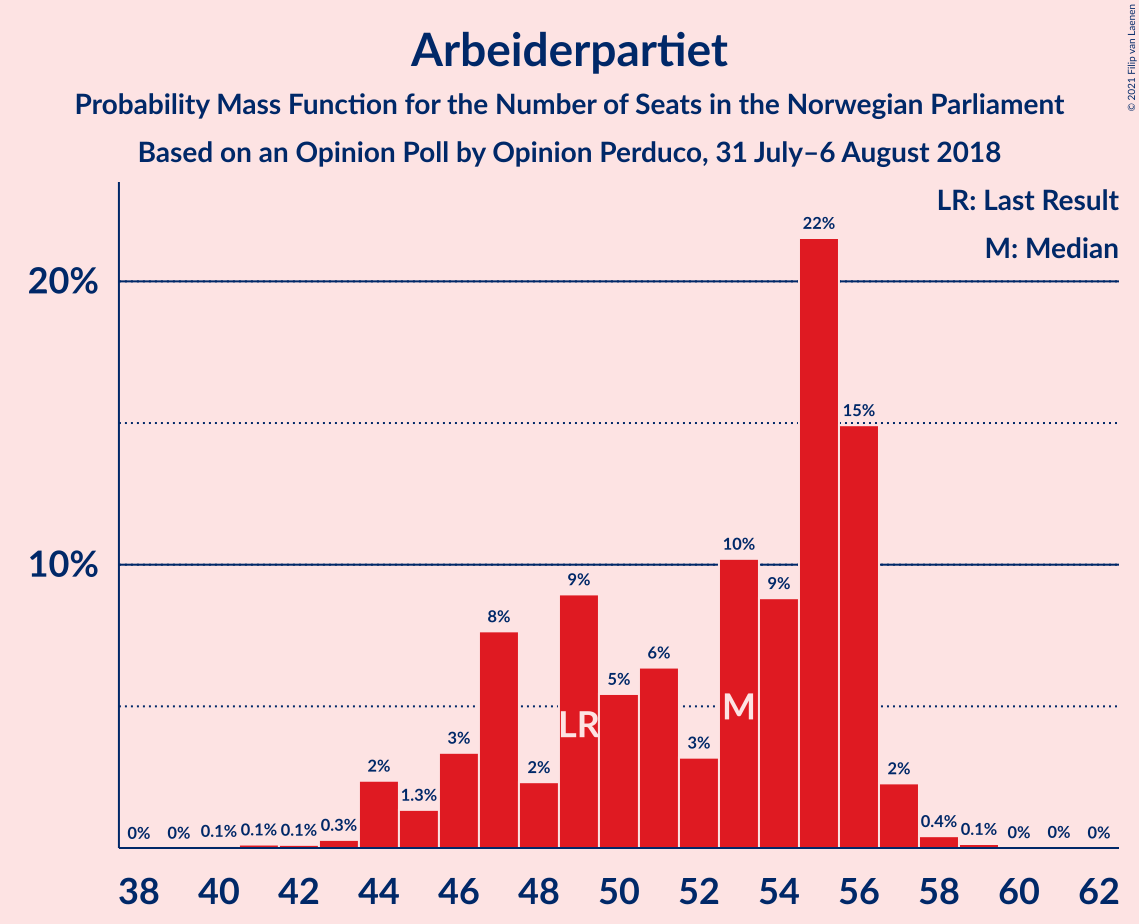 Arbeiderpartiet
Probability Mass Function for the Number of Seats in the Norwegian Parliament
Based on an Opinion Poll by Opinion Perduco, 31 July–6 August 2018
© 2021 Filip van Laenen
LR: Last Result
M: Median
20%
10%
0% 0% 0.1% 0.1% 0.1% 0.3% 2% 1.3% 3% 8% 2% 9% 5% 6% 3% 10% 9% 22% 15% 2% 0.4% 0.1% 0% 0% 0%
LR M
38 40 42 44 46 48 50 52 54 56 58 60 62